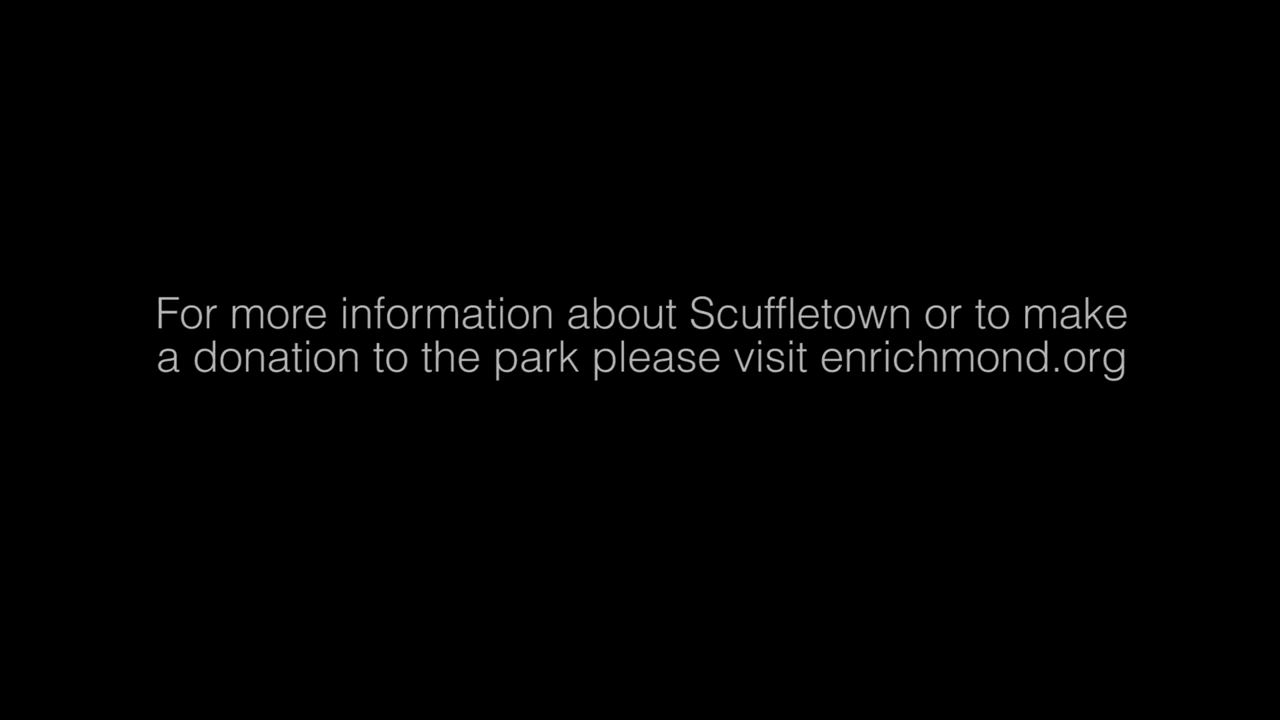 For more information about Scuffletown or to make
a donation to the park please visit enrichmond.org